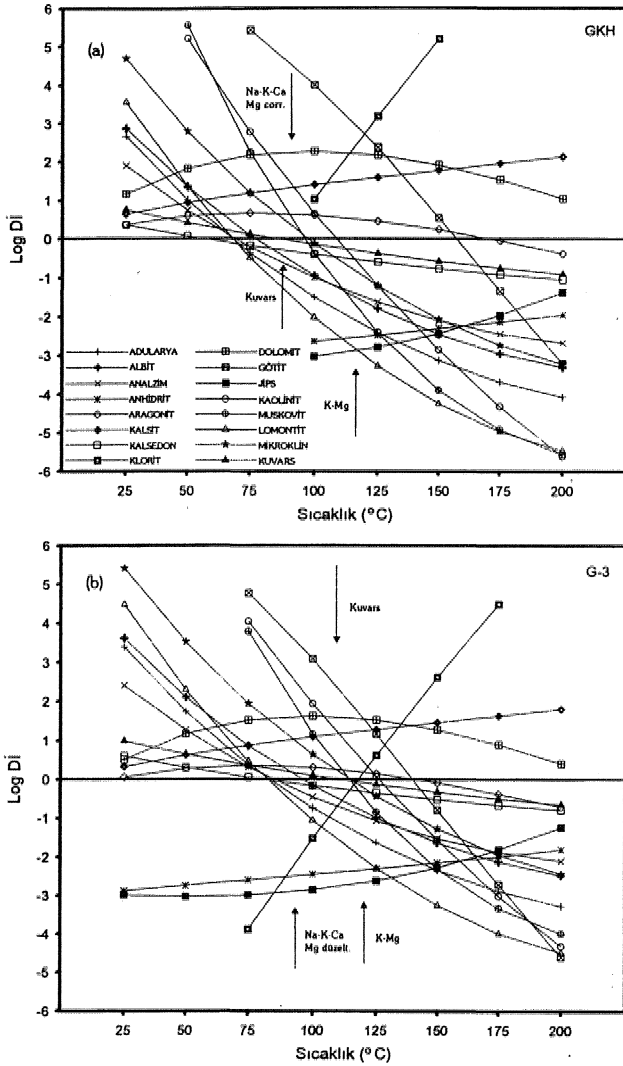 6
5
4
3
2
1
0
-1
-2
-3
-4
-5
-6
Log Dİ
(a)
GKH
Na-K-Ca
Mg corr.
Kuvars
K-Mg
ADULARYA
ALBİT
ANALZİM
ANHİDRİT
ARAGONİT
KALSİT
KALSEDON
KLORİT
DOLOMİT
GÖTİT
JİPS
KAOLİNİT
MUSKOVİT
LOMONTİT
MİKROKLİN
KUVARS
25 50 75 100 125 150 175 200
Sıcaklık (ºC)
6
5
4
3
2
1
0
-1
-2
-3
-4
-5
-6
Log Dİ
(b)
G-3
Kuvars
Na-K-Ca
Mg düzelt.
K-Mg
25 50 75 100 125 150 175 200
Sıcaklık (ºC)